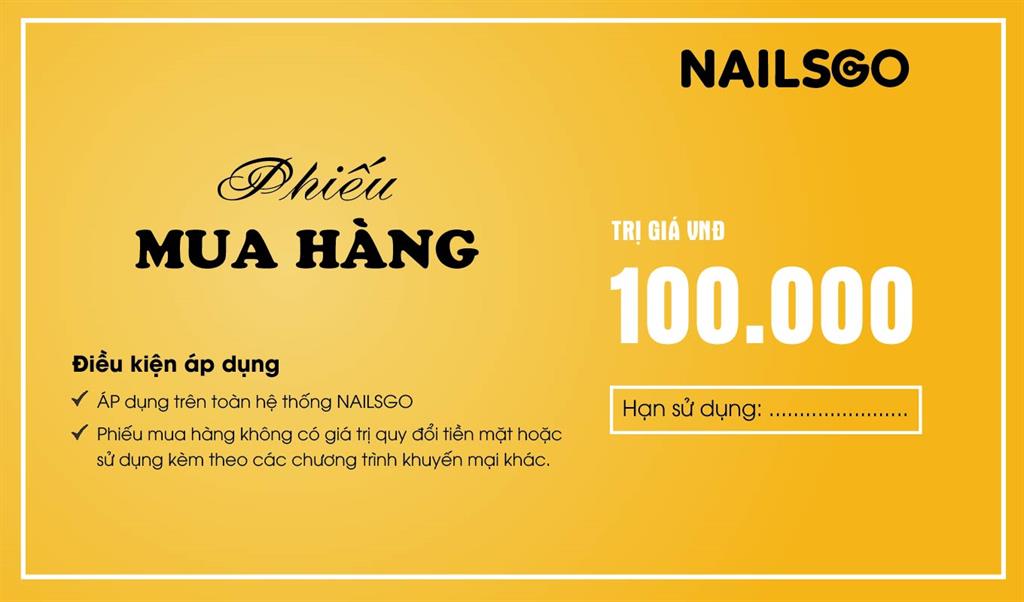 NAILSGO
Phiếu
MUA HÀNG
TRỊ GIÁ VNĐ
100.000
Điều kiện áp dụng
ÁP dụng trên toàn hệ thống NAILSGO
Phiếu mua hàng không có giá trị quy đổi tiền mặt hoặc
sử dụng kèm theo các chương trình khuyến mại khác.
Hạn sử dụng: .......................